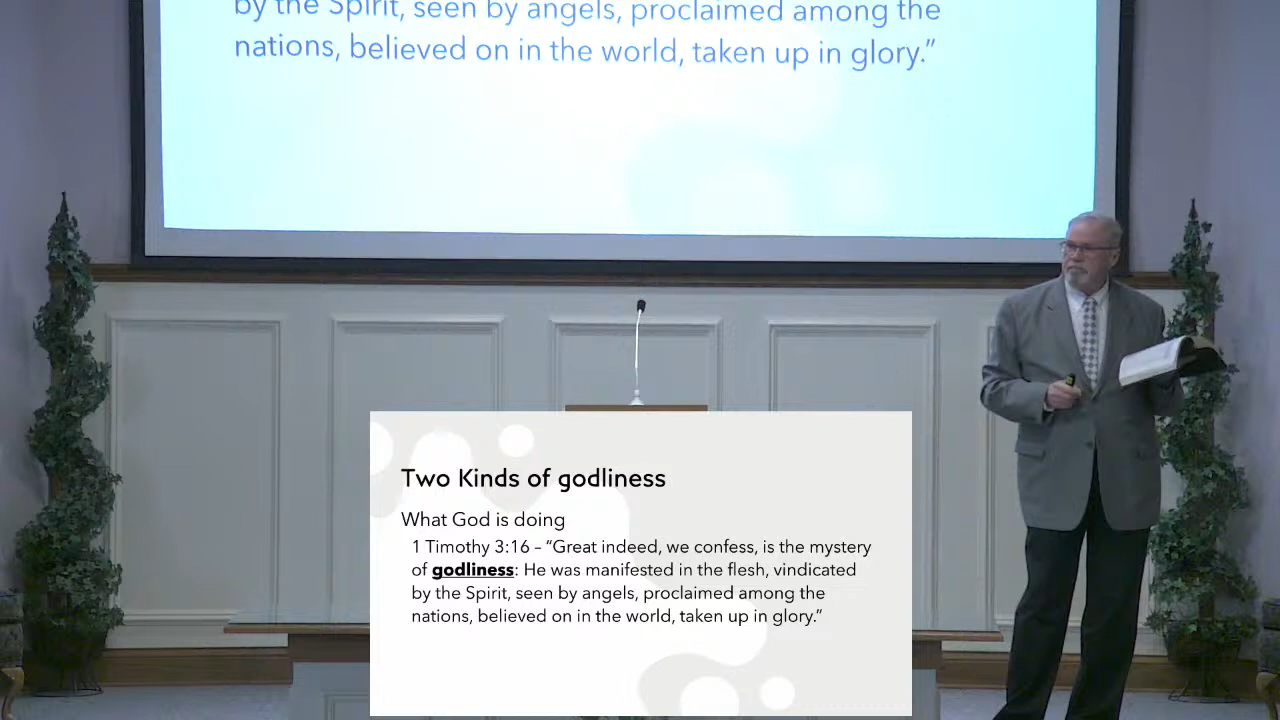 by the Spirit, seen by angels, proclaimed among the
nations, believed on in the world, taken up in glory.”
Two Kinds of godliness
What God is doing
1 Timothy 3:16 – “Great indeed, we confess, is the mystery
of godliness: He was manifested in the flesh, vindicated
by the Spirit, seen by angels, proclaimed among the
nations, believed on in the world, taken up in glory.”